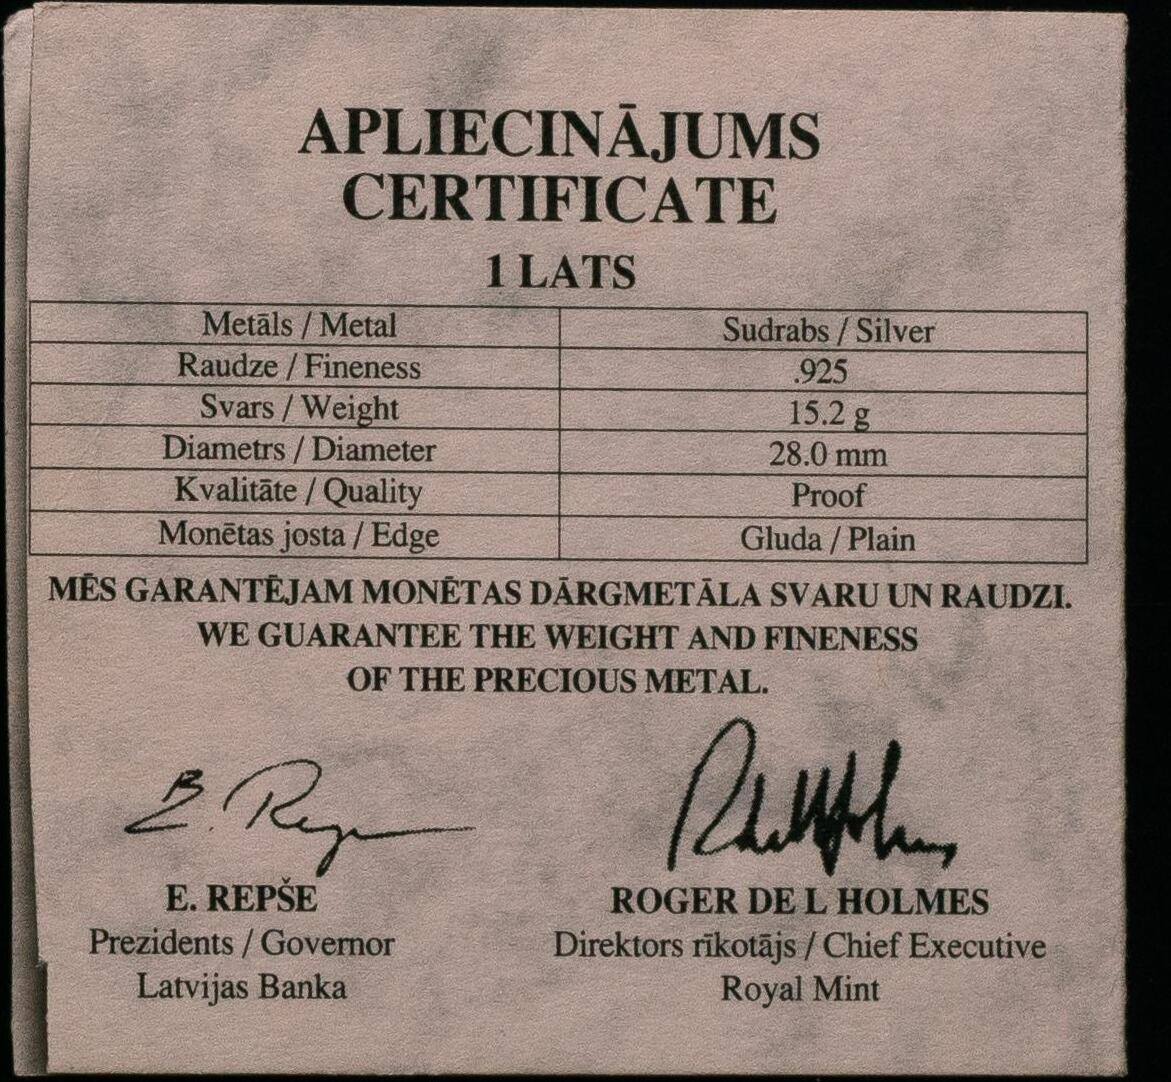 APLIECINĀJUMS
CERTIFICATE
1 LATS
Metāls / Metal Sudrabs / Silver
Raudze / Fineness .925
Svars / Weight 15.2 g
Diametrs / Diameter 28.0 mm
Kvalitāte / Quality Proof
Monētas josta / Edge Gluda / Plain
MĒS GARANTĒJAM MONĒTAS DĀRGMETĀLA SVARU UN RAUDZI.
WE GUARANTEE THE WEIGHT AND FINENESS
OF THE PRECIOUS METAL.
E. REPŠE ROGER DE L HOLMES
Prezidents / Governor Direktors rīkotājs / Chief Executive
Latvijas Banka Royal Mint